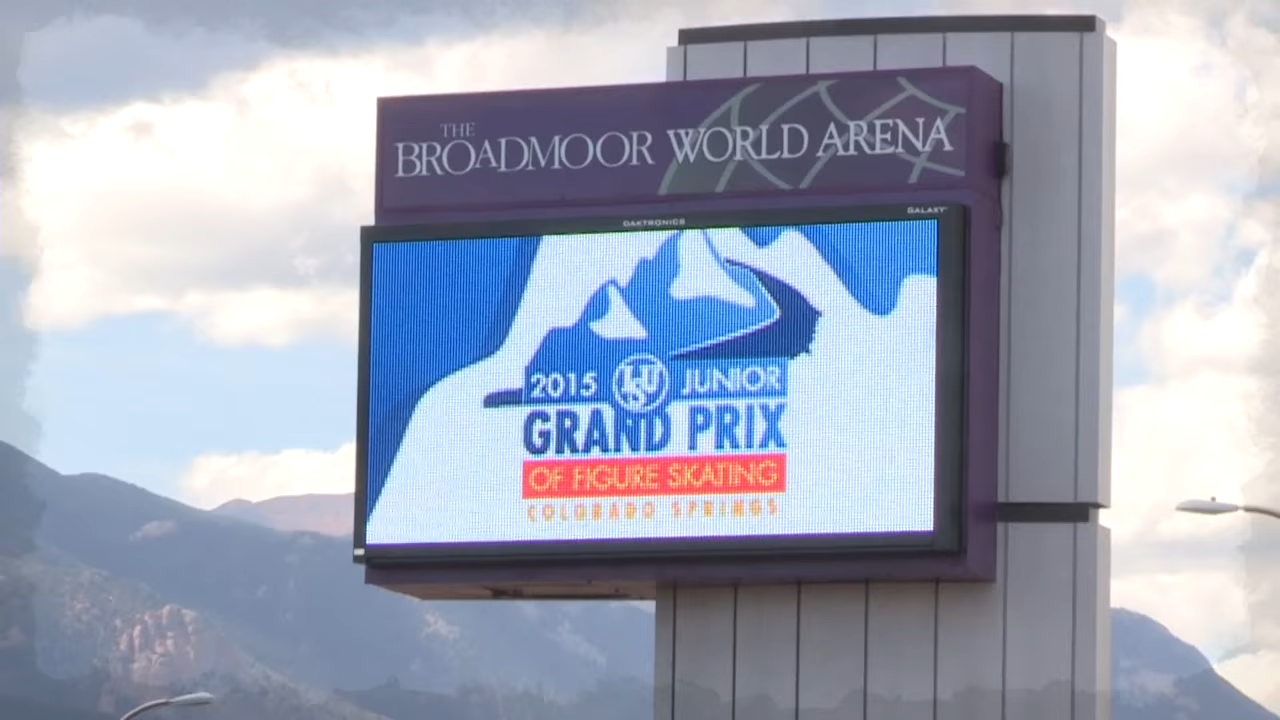 THE
BROADMOOR WORLD ARENA
DAKTRONICS
GALAXY
2015 ISU JUNIOR
GRAND PRIX
OF FIGURE SKATING
COLORADO SPRINGS